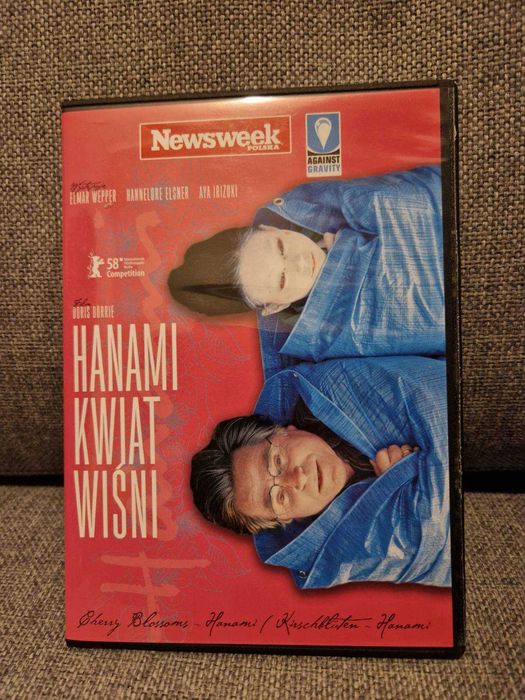 Newsweek
POLSKA
AGAINST
GRAVITY
ELMAR WEPPER HANNELORE ELSNER AYA IRIZUKI
58
Competition
Film
DORIS DÖRRIE
HANAMI
KWIAT
WIŚNI
Cherry Blossoms – Hanami / Kirschblüten – Hanami